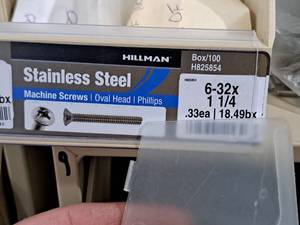 HILLMAN
Box/100
H825854
Stainless Steel
Machine Screws | Oval Head | Phillips
6-32x
1 1/4
.33ea | 18.49bx
bx